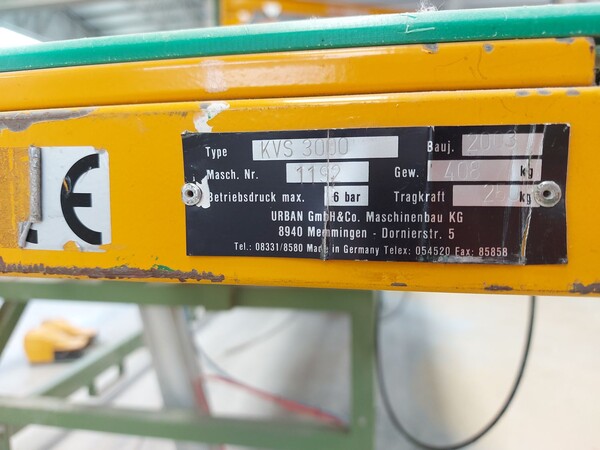 CE
Type KVS 3000 Bauj.
Masch. Nr. 1192 Gew. 408 kg
Betriebsdruck max. 6 bar Tragkraft kg
URBAN GmbH&Co. Maschinenbau KG
8940 Memmingen - Dornierstr. 5
Tel.: 08331/8580 Made in Germany Telex: 054520 Fax: 85858